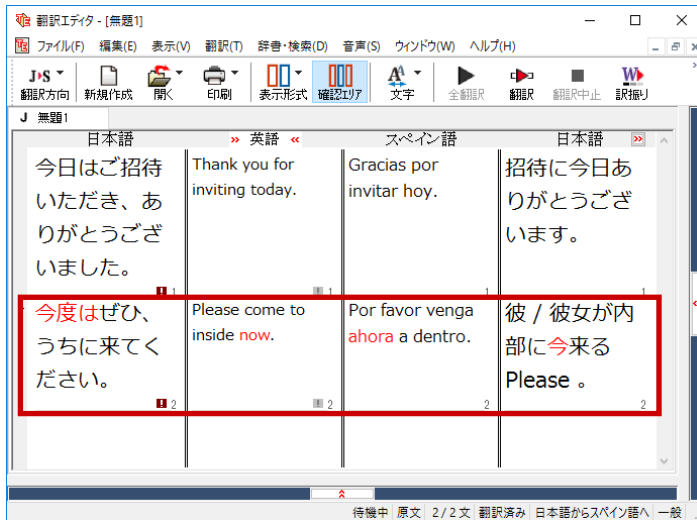 翻訳エディタ - [無題1]
ファイル(F) 編集(E) 表示(V) 翻訳(T) 辞書・検索(D) 音声(S) ウィンドウ(W) ヘルプ(H)
J▸S
翻訳方向 新規作成 開く 印刷 表示形式 確認エリア 文字 全翻訳 翻訳 翻訳中止 訳振り
J 無題1
日本語 » 英語 « スペイン語 日本語 »
今日はご招待
いただき、あ
りがとうござ
いました。
1
Thank you for
inviting today.
1
Gracias por
invitar hoy.
1
招待に今日あ
りがとうござ
います。
1
今度はぜひ、
うちに来てく
ださい。
2
Please come to
inside now.
2
Por favor venga
ahora a dentro.
2
彼 / 彼女が内
部に今来る
Please 。
2
待機中 原文 2/2文 翻訳済み 日本語からスペイン語へ 一般